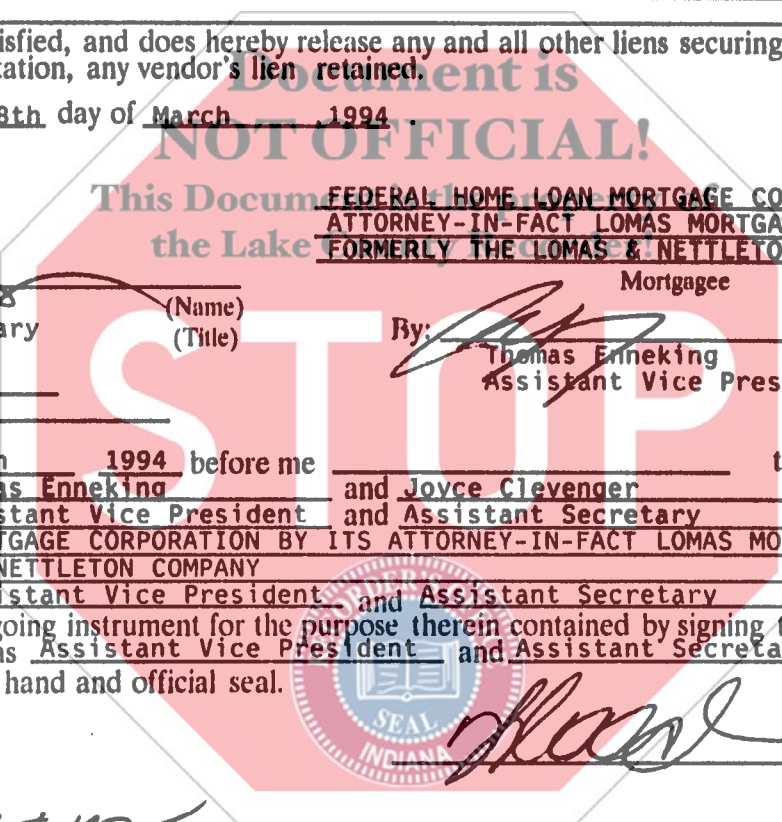 isfied, and does hereby release any and all other liens securing
ation, any vendor's lien retained.
Document is
8th day of March , 1994 .
NOT OFFICIAL!
This Document is the property of
FEDERAL HOME LOAN MORTGAGE CO
ATTORNEY-IN-FACT LOMAS MORTGA
the Lake County Recorder!
FORMERLY THE LOMAS & NETTLETO
Mortgagee
(Name)
ary (Title) By:
Thomas Enneking
Assistant Vice Pres
STOP
1994 before me t
as Enneking and Joyce Clevenger
stant Vice President and Assistant Secretary
TGAGE CORPORATION BY ITS ATTORNEY-IN-FACT LOMAS MO
NETTLETON COMPANY
istant Vice President and Assistant Secretary
going instrument for the purpose therein contained by signing t
as Assistant Vice President and Assistant Secreta
hand and official seal.
RECORDER'S OFFICE
SEAL
INDIANA